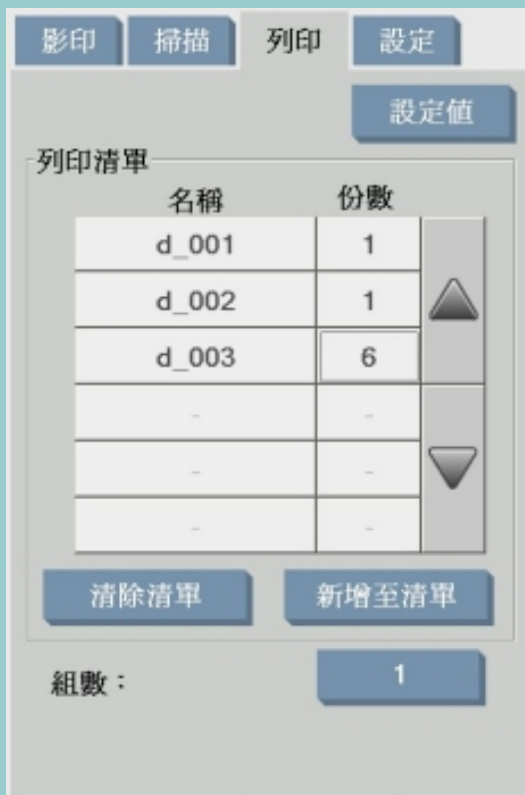 影印 掃描 列印 設定
設定值
列印清單
名稱 份數
d_001 1
d_002 1
d_003 6
- -
- -
- -
清除清單 新增至清單
組數： 1